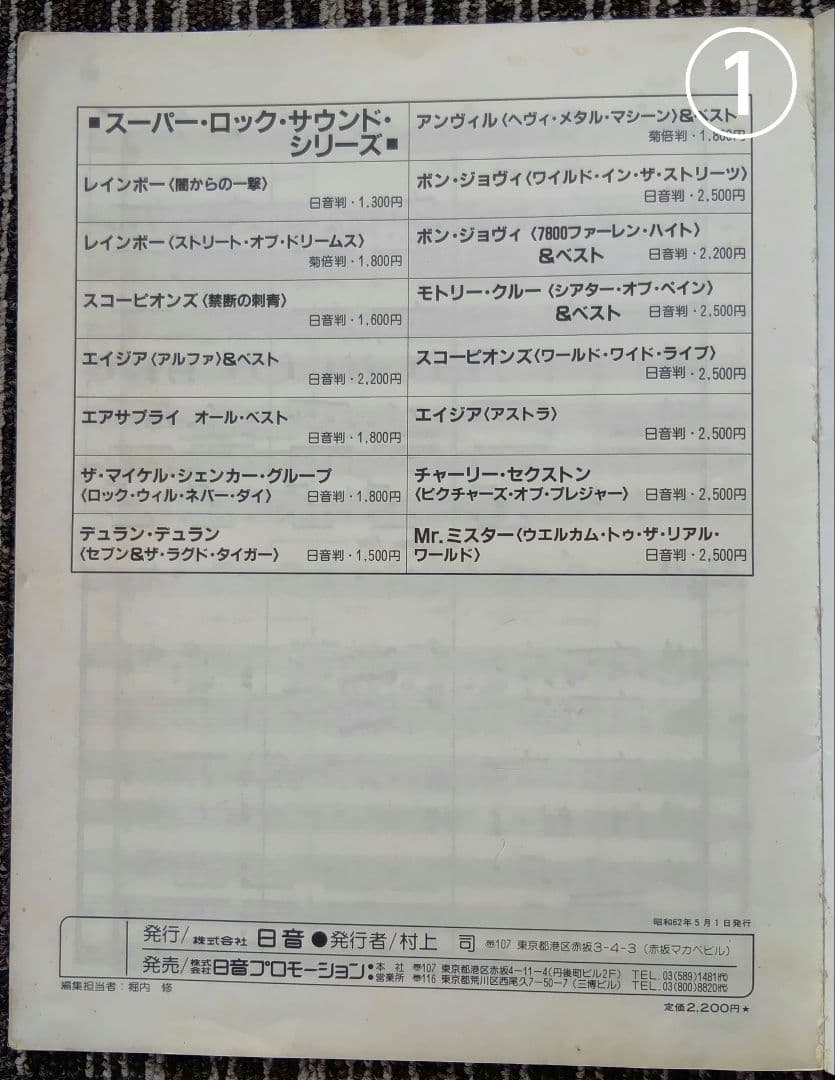 ①
■スーパー・ロック・サウンド・
シリーズ■
レインボー〈闇からの一撃〉
日音判・1,300円
レインボー〈ストリート・オブ・ドリームス〉
菊倍判・1,800円
スコーピオンズ〈禁断の刺青〉
日音判・1,600円
エイジア〈アルファ〉&ベスト
日音判・2,200円
エアサプライ オール・ベスト
日音判・1,800円
ザ・マイケル・シェンカー・グループ
〈ロック・ウィル・ネバー・ダイ〉 日音判・1,800円
デュラン・デュラン
〈セブン&ザ・ラグド・タイガー〉 日音判・1,500円
アンヴィル〈ヘヴィ・メタル・マシーン〉&ベスト
菊倍判・1,800円
ボン・ジョヴィ〈ワイルド・イン・ザ・ストリーツ〉
日音判・2,500円
ボン・ジョヴィ〈7800ファーレン・ハイト〉
&ベスト 日音判・2,200円
モトリー・クルー〈シアター・オブ・ペイン〉
&ベスト 日音判・2,500円
スコーピオンズ〈ワールド・ワイド・ライブ〉
日音判・2,500円
エイジア〈アストラ〉
日音判・2,500円
チャーリー・セクストン
〈ピクチャーズ・オブ・プレジャー〉 日音判・2,500円
Mr.ミスター〈ウエルカム・トゥ・ザ・リアル・
ワールド〉 日音判・2,500円
昭和62年5月1日発行
発行/株式会社 日音●発行者/村上 司 〠107 東京都港区赤坂3-4-3(赤坂マカベビル)
発売/株式会社日音プロモーション●本 社 〠107 東京都港区赤坂4-11-4(丹後町ビル2F) TEL.03(589)1481㈹
●営業所 〠116 東京都荒川区西尾久7-50-7(三博ビル) TEL.03(800)8820㈹
編集担当者:堀内 修
定価2,200円★